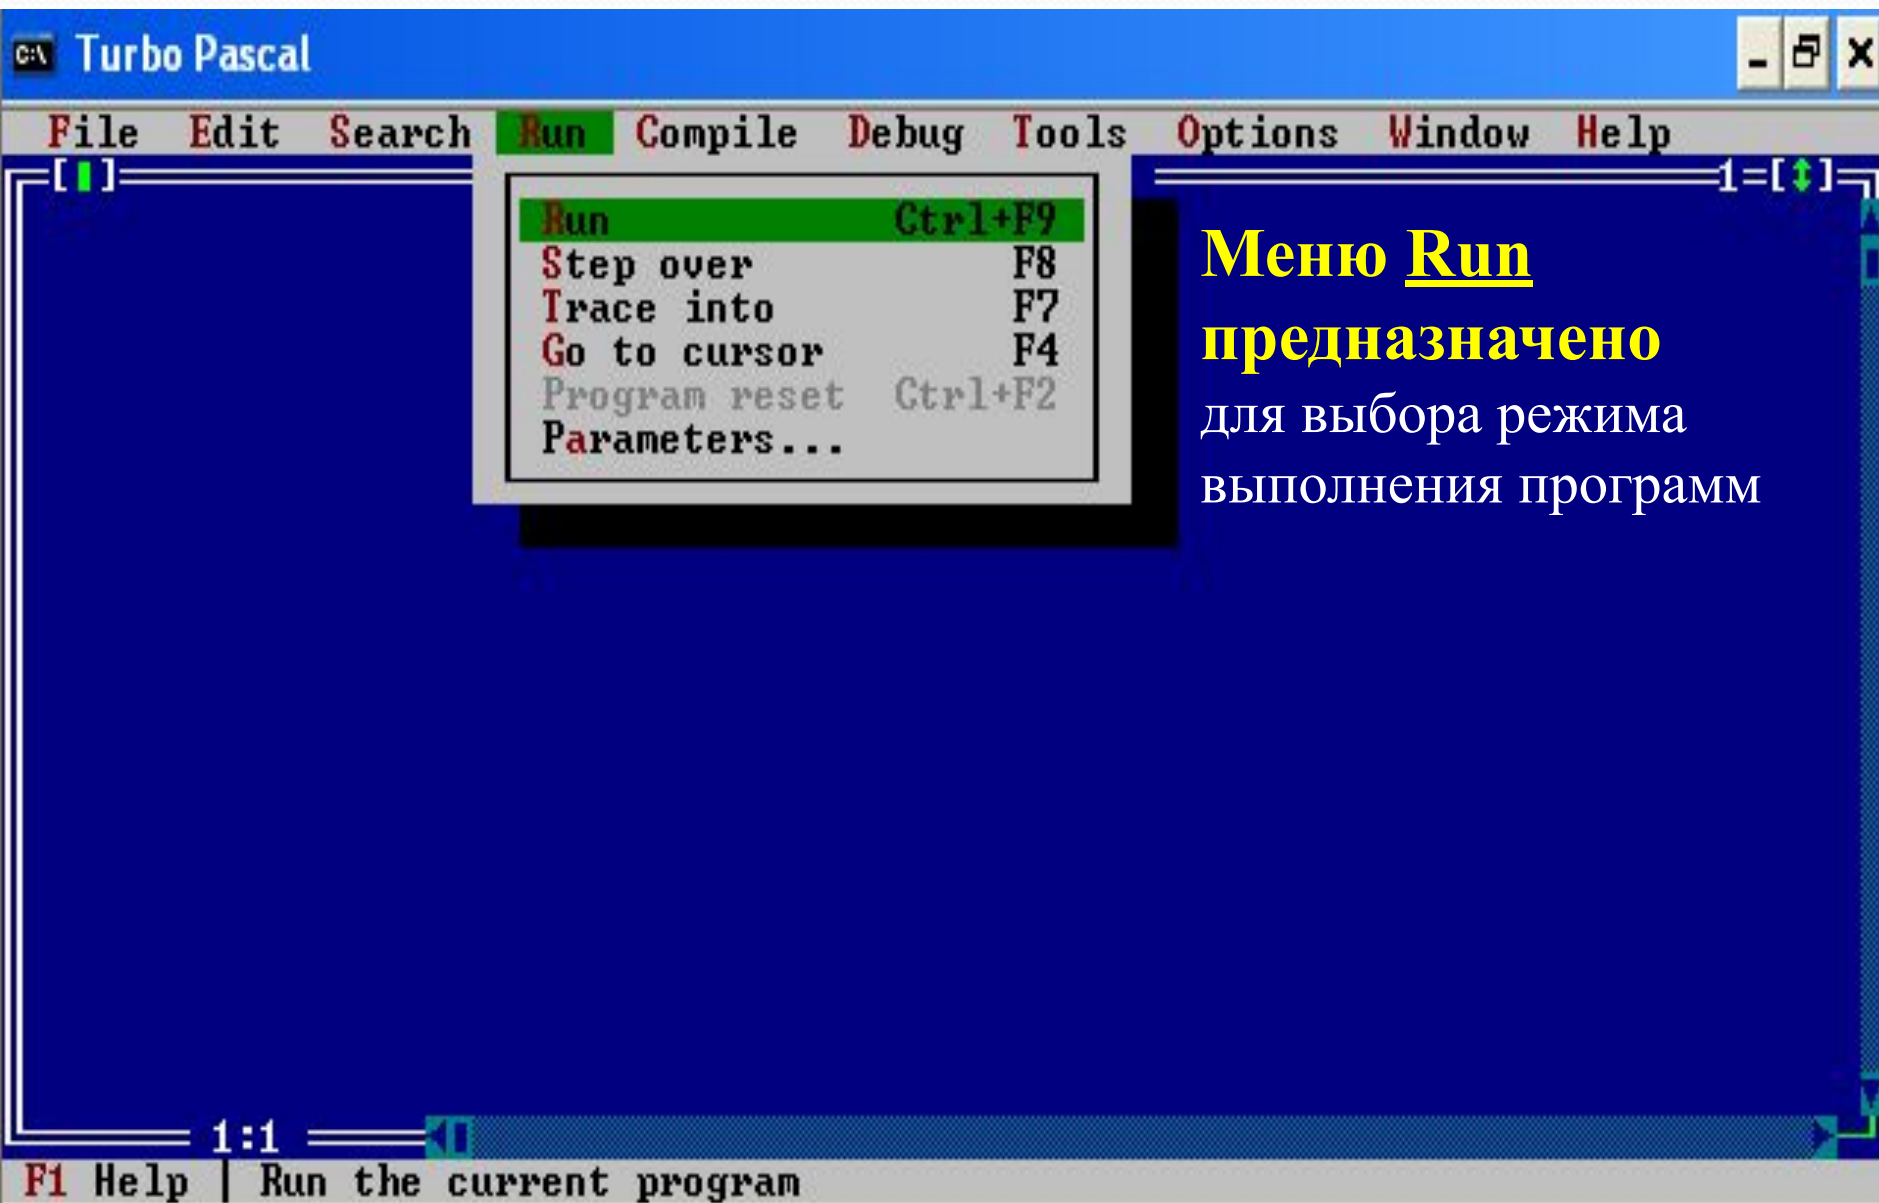 Turbo Pascal
File Edit Search Run Compile Debug Tools Options Window Help
1
Run Ctrl+F9
Step over F8
Trace into F7
Go to cursor F4
Program reset Ctrl+F2
Parameters...
Меню Run
предназначено
для выбора режима
выполнения программ
1:1
F1 Help | Run the current program